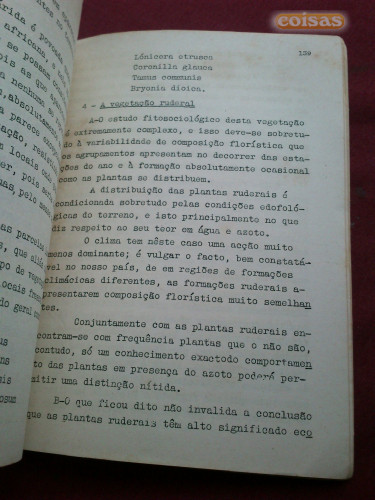 coisas
139
Lónicera etrusca
Coronilla glauca
Tamus communis
Bryonia dioica.
4 - A vegetação ruderal
A-O estudo fitosociológico desta vegetação
é extremamente complexo, e isso deve-se sobretu-
do à variabilidade de composição florística que
os agrupamentos apresentam no decorrer das esta-
ções do ano e à formação absolutamente ocasional
como as plantas se distribuem.
A distribuição das plantas ruderais é
condicionada sobretudo pelas condições edofoló-
gicas do terreno, e isto principalmente no que
diz respeito ao seu teor em água e azoto.
O clima tem nêste caso uma acção muito
menos dominante; é vulgar o facto, bem constatá-
vel no nosso país, de em regiões de formações
climácicas diferentes, as formações ruderais a-
presentarem composição florística muito semelhan
tes.
Conjuntamente com as plantas ruderais en-
contram-se com frequência plantas que o não são,
contudo, só um conhecimento exacto do comportamen
to das plantas em presença do azoto poderá per-
mitir uma distinção nítida.
B-O que ficou dito não invalida a conclusão
que as plantas ruderais têm alto significado eco